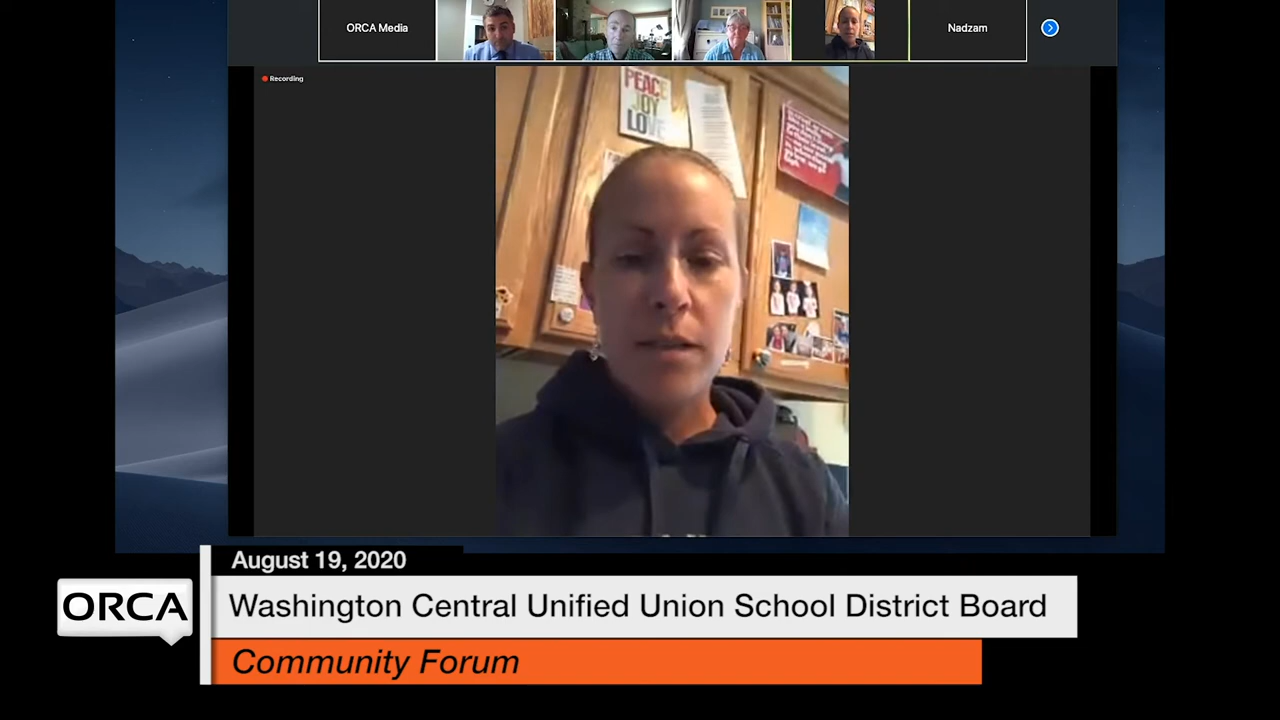 ORCA Media
Nadzam
Recording
PEACE
JOY
LOVE
August 19, 2020
ORCA
Washington Central Unified Union School District Board
Community Forum